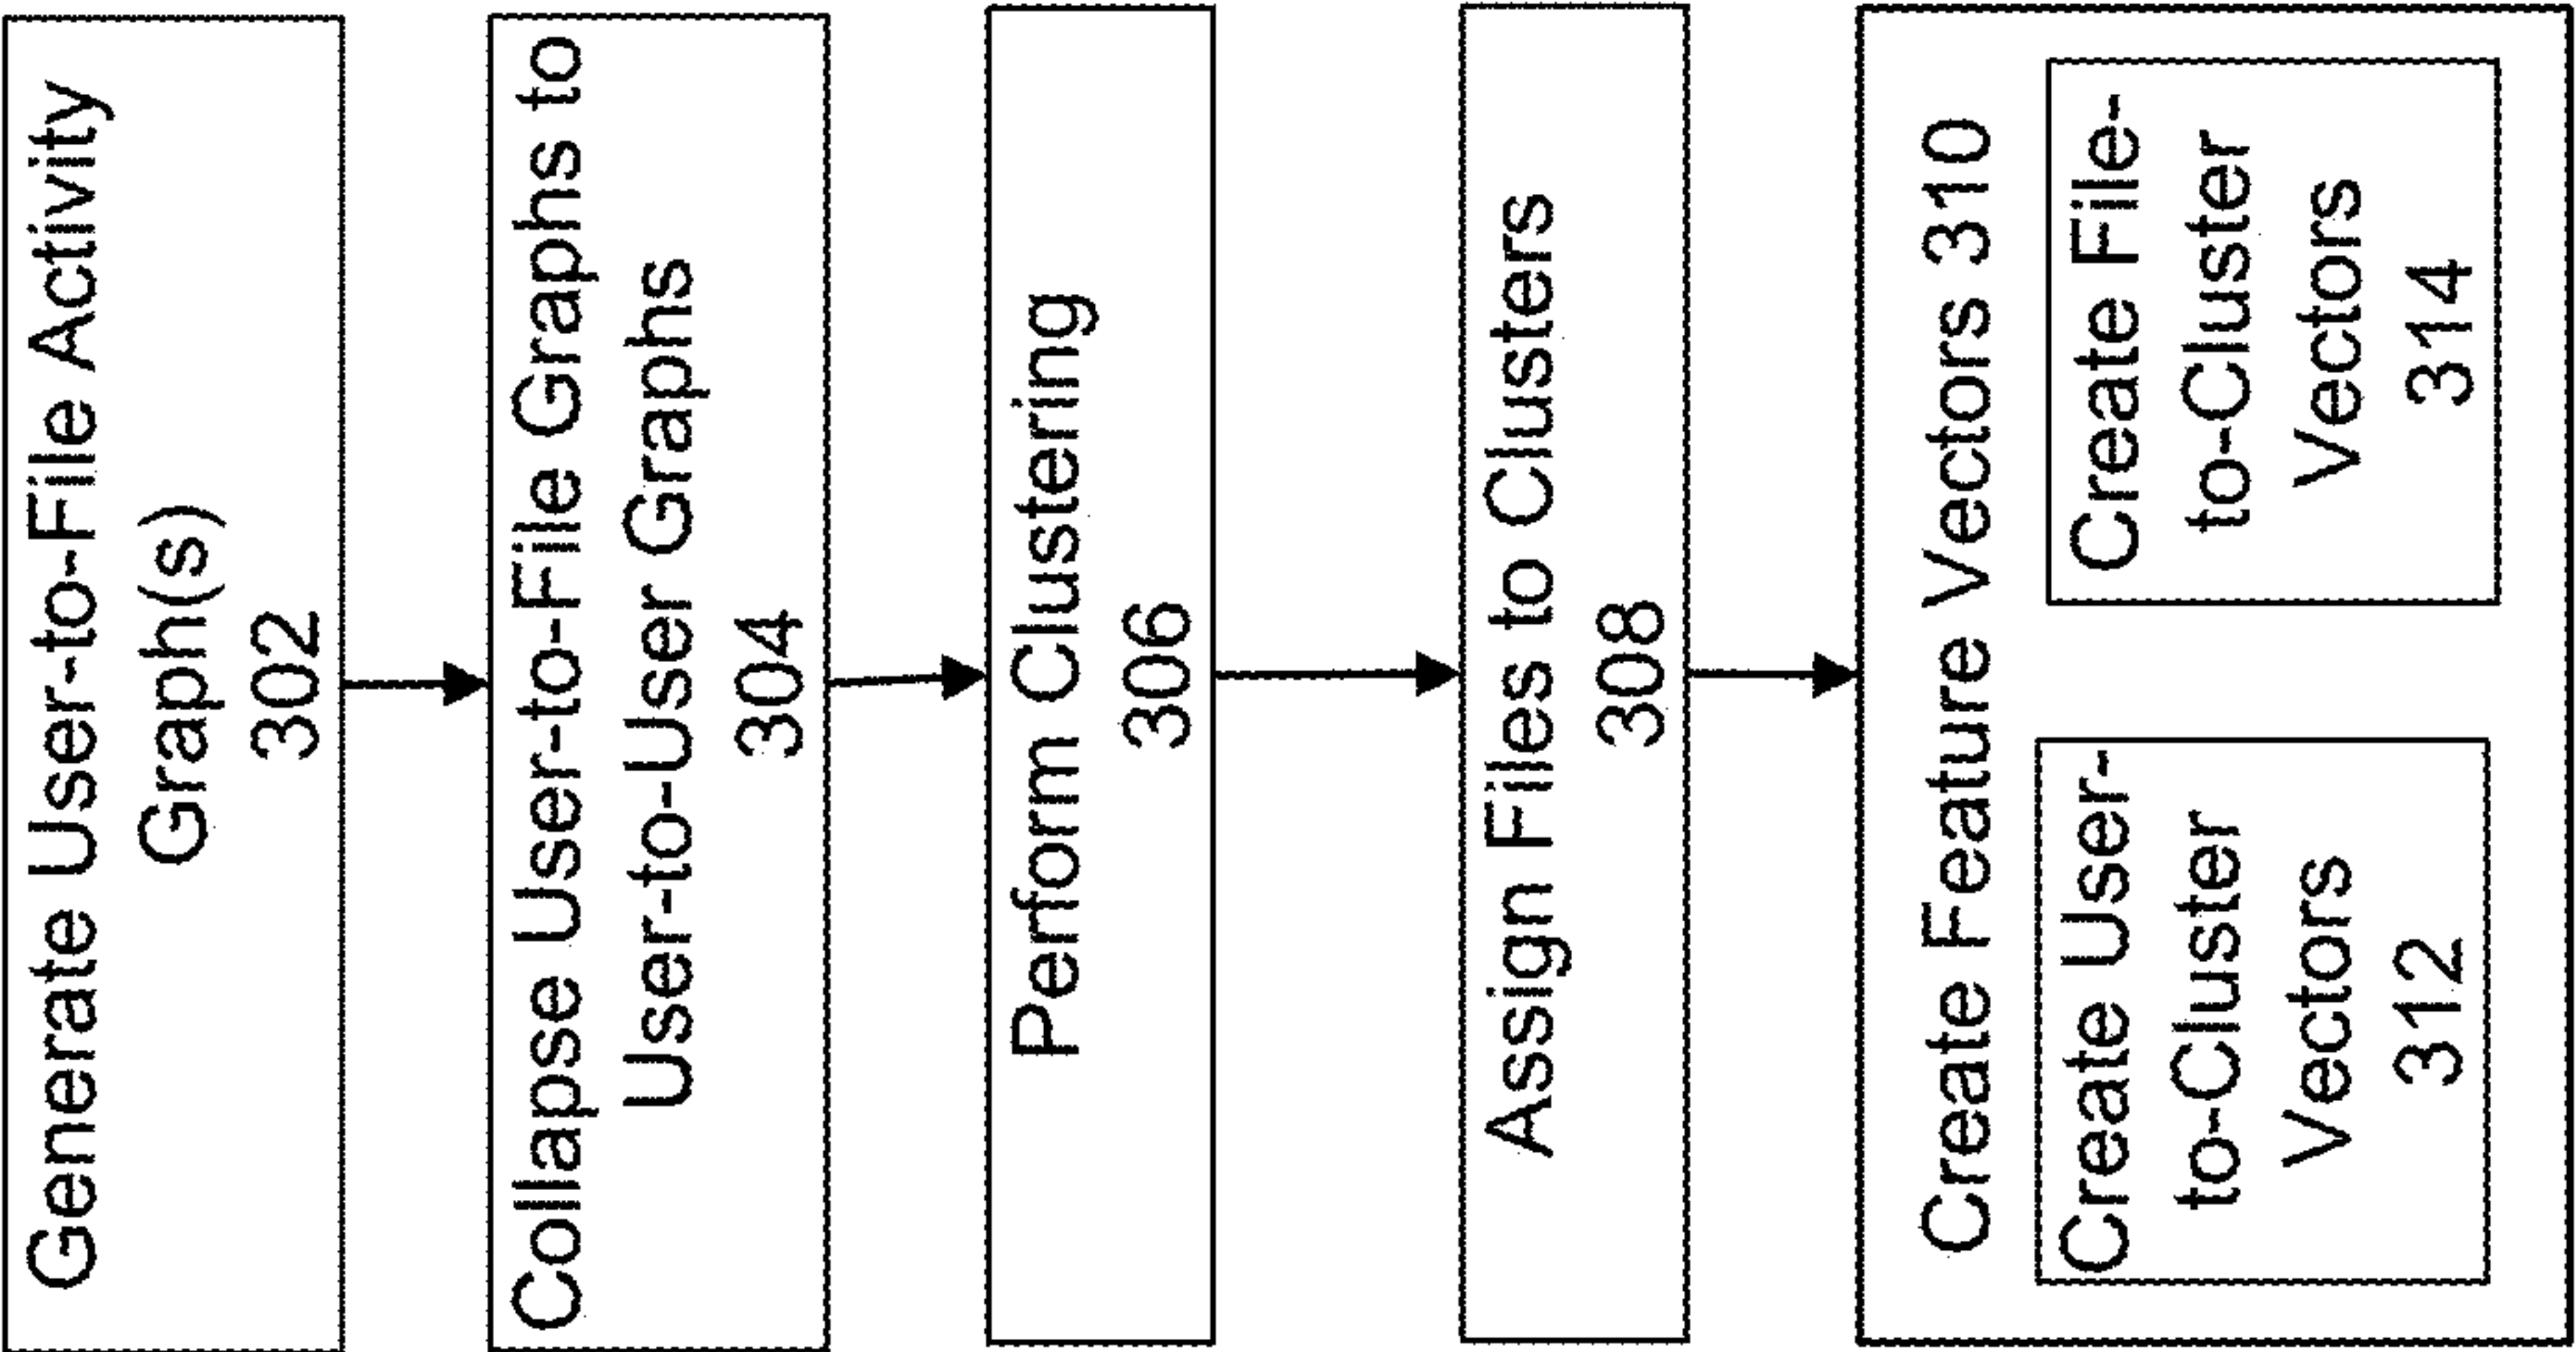 Generate User-to-File Activity
Graph(s)
302
Collapse User-to-File Graphs to
User-to-User Graphs
304
Perform Clustering
306
Assign Files to Clusters
308
Create Feature Vectors 310
Create User-
to-Cluster
Vectors
312
Create File-
to-Cluster
Vectors
314